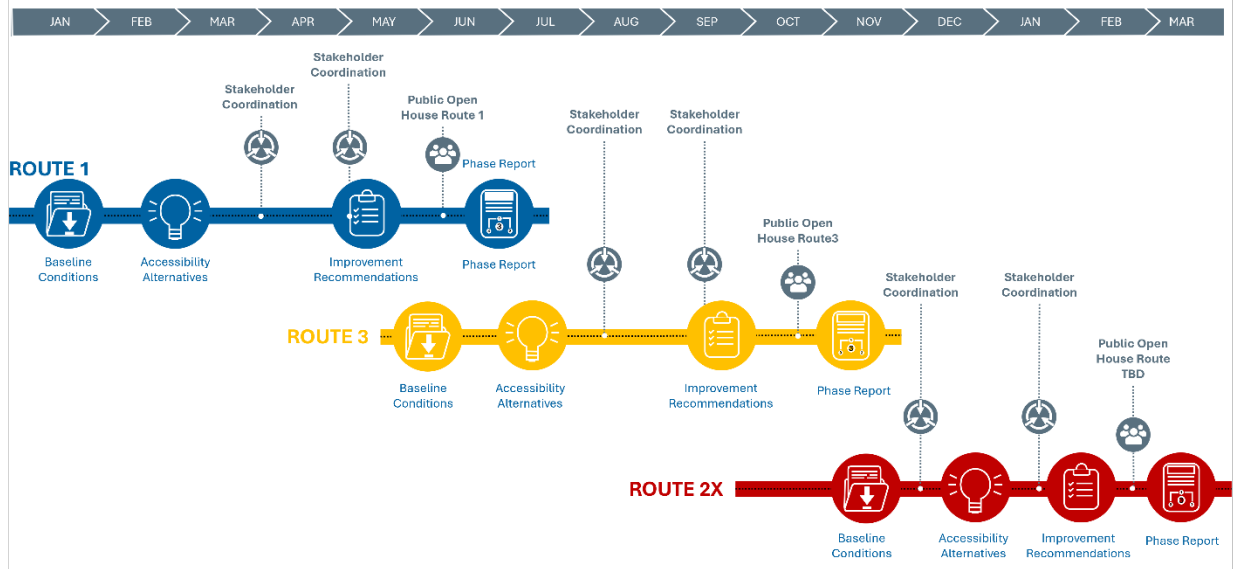 JAN FEB MAR APR MAY JUN JUL AUG SEP OCT NOV DEC JAN FEB MAR
Stakeholder
Coordination
Stakeholder
Coordination
Public Open
House Route 1
Phase Report
ROUTE 1
Baseline
Conditions
Accessibility
Alternatives
Improvement
Recommendations
3
Phase Report
Stakeholder
Coordination
Stakeholder
Coordination
Public Open
House Route3
ROUTE 3
Baseline
Conditions
Accessibility
Alternatives
Improvement
Recommendations
3
Phase Report
Stakeholder
Coordination
Stakeholder
Coordination
Public Open
House Route
TBD
ROUTE 2X
Baseline
Conditions
Accessibility
Alternatives
Improvement
Recommendations
Phase Report